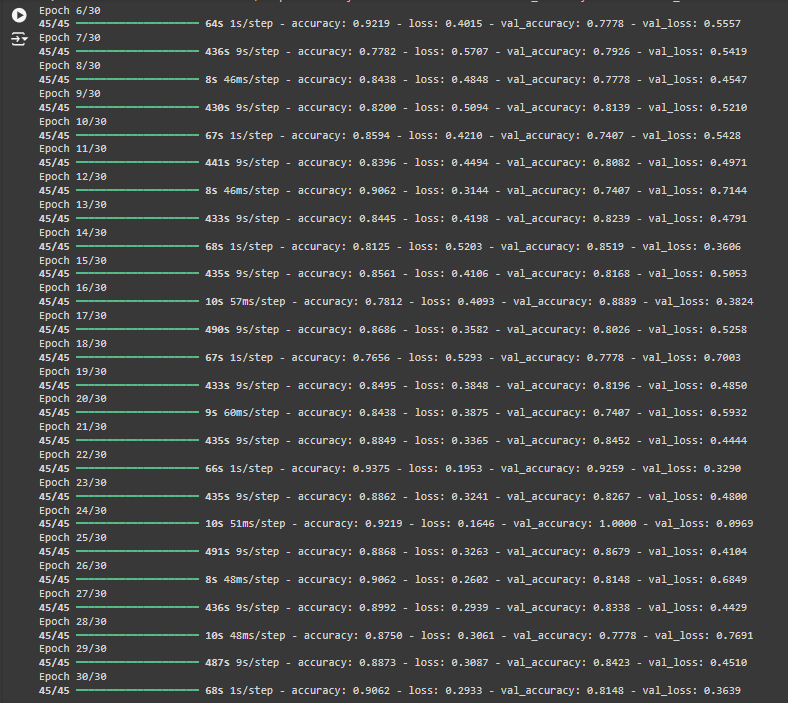 Epoch 6/30
45/45 ━━━━━━━━━━━━━━━━━━━━ 64s 1s/step - accuracy: 0.9219 - loss: 0.4015 - val_accuracy: 0.7778 - val_loss: 0.5557
Epoch 7/30
45/45 ━━━━━━━━━━━━━━━━━━━━ 436s 9s/step - accuracy: 0.7782 - loss: 0.5707 - val_accuracy: 0.7926 - val_loss: 0.5419
Epoch 8/30
45/45 ━━━━━━━━━━━━━━━━━━━━ 8s 46ms/step - accuracy: 0.8438 - loss: 0.4848 - val_accuracy: 0.7778 - val_loss: 0.4547
Epoch 9/30
45/45 ━━━━━━━━━━━━━━━━━━━━ 430s 9s/step - accuracy: 0.8200 - loss: 0.5094 - val_accuracy: 0.8139 - val_loss: 0.5210
Epoch 10/30
45/45 ━━━━━━━━━━━━━━━━━━━━ 67s 1s/step - accuracy: 0.8594 - loss: 0.4210 - val_accuracy: 0.7407 - val_loss: 0.5428
Epoch 11/30
45/45 ━━━━━━━━━━━━━━━━━━━━ 441s 9s/step - accuracy: 0.8396 - loss: 0.4494 - val_accuracy: 0.8082 - val_loss: 0.4971
Epoch 12/30
45/45 ━━━━━━━━━━━━━━━━━━━━ 8s 46ms/step - accuracy: 0.9062 - loss: 0.3144 - val_accuracy: 0.7407 - val_loss: 0.7144
Epoch 13/30
45/45 ━━━━━━━━━━━━━━━━━━━━ 433s 9s/step - accuracy: 0.8445 - loss: 0.4198 - val_accuracy: 0.8239 - val_loss: 0.4791
Epoch 14/30
45/45 ━━━━━━━━━━━━━━━━━━━━ 68s 1s/step - accuracy: 0.8125 - loss: 0.5203 - val_accuracy: 0.8519 - val_loss: 0.3606
Epoch 15/30
45/45 ━━━━━━━━━━━━━━━━━━━━ 435s 9s/step - accuracy: 0.8561 - loss: 0.4106 - val_accuracy: 0.8168 - val_loss: 0.5053
Epoch 16/30
45/45 ━━━━━━━━━━━━━━━━━━━━ 10s 57ms/step - accuracy: 0.7812 - loss: 0.4093 - val_accuracy: 0.8889 - val_loss: 0.3824
Epoch 17/30
45/45 ━━━━━━━━━━━━━━━━━━━━ 490s 9s/step - accuracy: 0.8686 - loss: 0.3582 - val_accuracy: 0.8026 - val_loss: 0.5258
Epoch 18/30
45/45 ━━━━━━━━━━━━━━━━━━━━ 67s 1s/step - accuracy: 0.7656 - loss: 0.5293 - val_accuracy: 0.7778 - val_loss: 0.7003
Epoch 19/30
45/45 ━━━━━━━━━━━━━━━━━━━━ 433s 9s/step - accuracy: 0.8495 - loss: 0.3848 - val_accuracy: 0.8196 - val_loss: 0.4850
Epoch 20/30
45/45 ━━━━━━━━━━━━━━━━━━━━ 9s 60ms/step - accuracy: 0.8438 - loss: 0.3875 - val_accuracy: 0.7407 - val_loss: 0.5932
Epoch 21/30
45/45 ━━━━━━━━━━━━━━━━━━━━ 435s 9s/step - accuracy: 0.8849 - loss: 0.3365 - val_accuracy: 0.8452 - val_loss: 0.4444
Epoch 22/30
45/45 ━━━━━━━━━━━━━━━━━━━━ 66s 1s/step - accuracy: 0.9375 - loss: 0.1953 - val_accuracy: 0.9259 - val_loss: 0.3290
Epoch 23/30
45/45 ━━━━━━━━━━━━━━━━━━━━ 435s 9s/step - accuracy: 0.8862 - loss: 0.3241 - val_accuracy: 0.8267 - val_loss: 0.4800
Epoch 24/30
45/45 ━━━━━━━━━━━━━━━━━━━━ 10s 51ms/step - accuracy: 0.9219 - loss: 0.1646 - val_accuracy: 1.0000 - val_loss: 0.0969
Epoch 25/30
45/45 ━━━━━━━━━━━━━━━━━━━━ 491s 9s/step - accuracy: 0.8868 - loss: 0.3263 - val_accuracy: 0.8679 - val_loss: 0.4104
Epoch 26/30
45/45 ━━━━━━━━━━━━━━━━━━━━ 8s 48ms/step - accuracy: 0.9062 - loss: 0.2602 - val_accuracy: 0.8148 - val_loss: 0.6849
Epoch 27/30
45/45 ━━━━━━━━━━━━━━━━━━━━ 436s 9s/step - accuracy: 0.8992 - loss: 0.2939 - val_accuracy: 0.8338 - val_loss: 0.4429
Epoch 28/30
45/45 ━━━━━━━━━━━━━━━━━━━━ 10s 48ms/step - accuracy: 0.8750 - loss: 0.3061 - val_accuracy: 0.7778 - val_loss: 0.7691
Epoch 29/30
45/45 ━━━━━━━━━━━━━━━━━━━━ 487s 9s/step - accuracy: 0.8873 - loss: 0.3087 - val_accuracy: 0.8423 - val_loss: 0.4510
Epoch 30/30
45/45 ━━━━━━━━━━━━━━━━━━━━ 68s 1s/step - accuracy: 0.9062 - loss: 0.2933 - val_accuracy: 0.8148 - val_loss: 0.3639